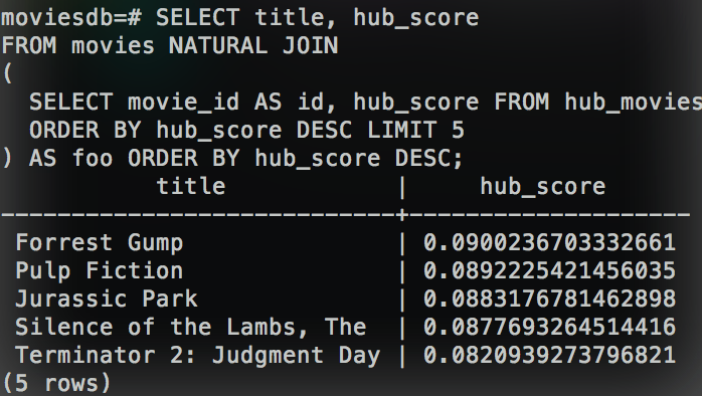 moviesdb=# SELECT title, hub_score
FROM movies NATURAL JOIN
(
  SELECT movie_id AS id, hub_score FROM hub_movies
  ORDER BY hub_score DESC LIMIT 5
) AS foo ORDER BY hub_score DESC;
           title            |     hub_score
----------------------------+--------------------
 Forrest Gump               | 0.0900236703332661
 Pulp Fiction               | 0.0892225421456035
 Jurassic Park              | 0.0883176781462898
 Silence of the Lambs, The  | 0.0877693264514416
 Terminator 2: Judgment Day | 0.0820939273796821
(5 rows)